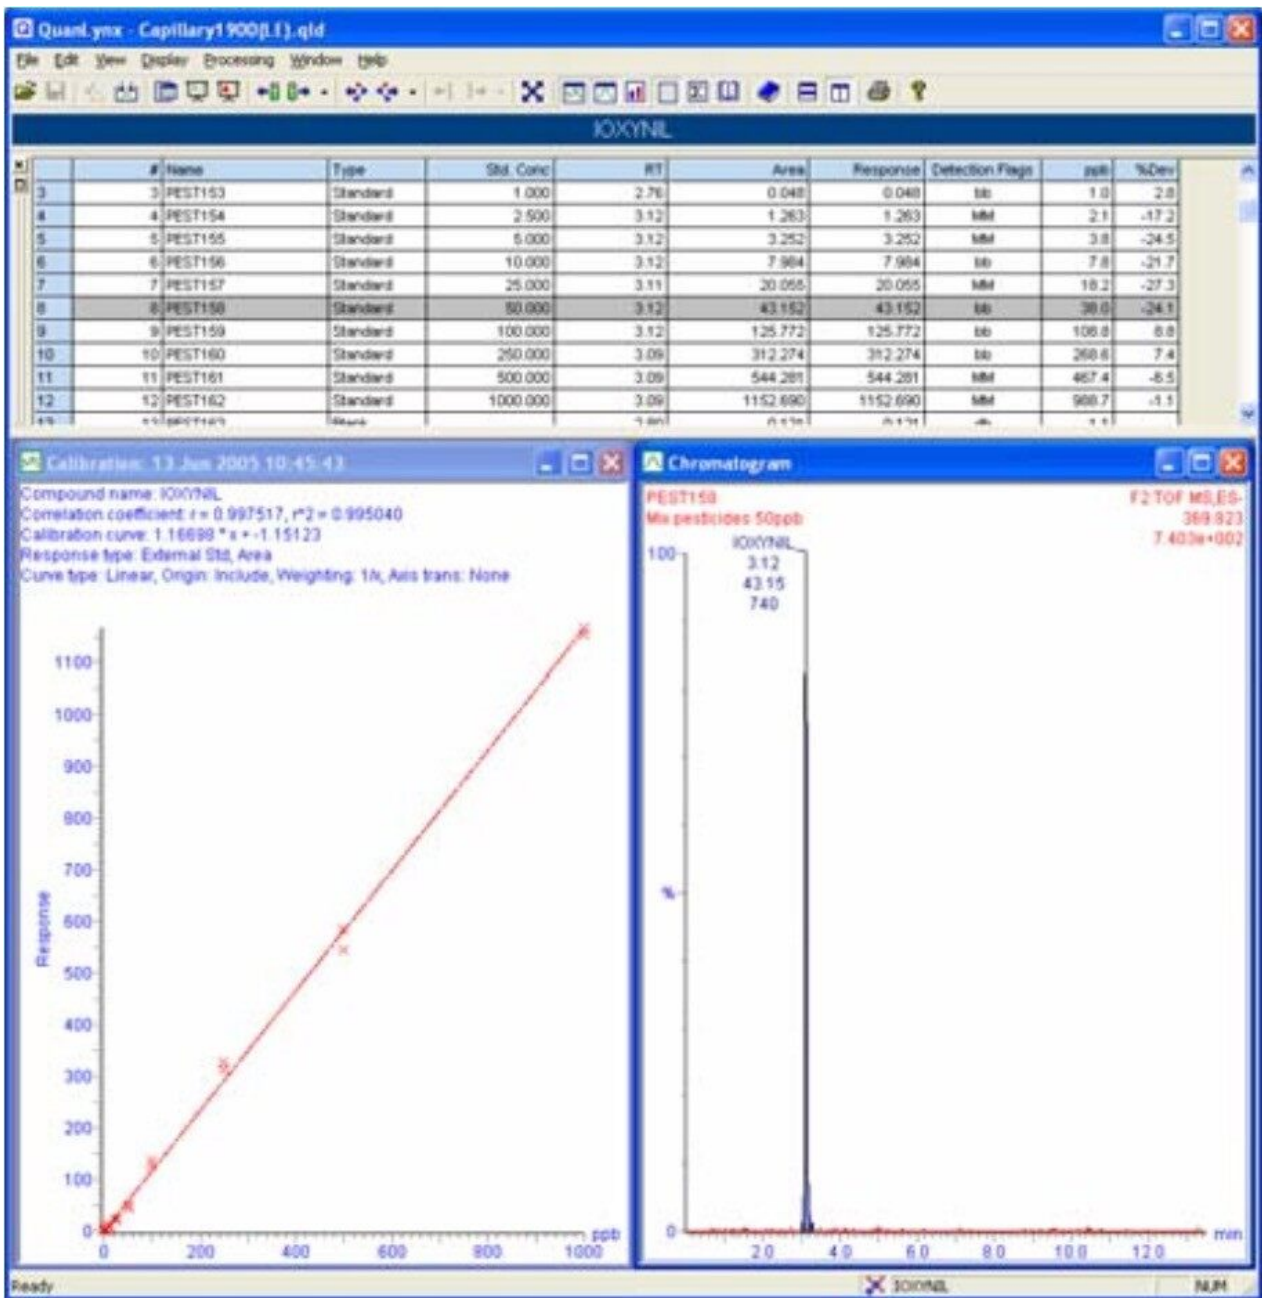 QuanLynx - Capillary1900(LT).qld
File Edit View Display Processing Window Help
IOXYNIL
# Name Type Std. Conc RT Area Response Detection Flags ppb %Dev
3 3 PEST153 Standard 1.000 2.76 0.048 0.048 bb 1.0 2.8
4 4 PEST154 Standard 2.500 3.12 1.263 1.263 MM 2.1 -17.2
5 5 PEST155 Standard 5.000 3.12 3.252 3.252 MM 3.8 -24.5
6 6 PEST156 Standard 10.000 3.12 7.984 7.984 bb 7.8 -21.7
7 7 PEST157 Standard 25.000 3.11 20.055 20.055 MM 18.2 -27.3
8 8 PEST158 Standard 50.000 3.12 43.152 43.152 bb 38.0 -24.1
9 9 PEST159 Standard 100.000 3.12 125.772 125.772 bb 108.8 8.8
10 10 PEST160 Standard 250.000 3.09 312.274 312.274 bb 268.6 7.4
11 11 PEST161 Standard 500.000 3.09 544.281 544.281 MM 467.4 -6.5
12 12 PEST162 Standard 1000.000 3.09 1152.690 1152.690 MM 988.7 -1.1
Calibration: 13 Jun 2005 10:45:43
Compound name: IOXYNIL
Correlation coefficient: r = 0.997517, r^2 = 0.995040
Calibration curve: 1.16698 * x + -1.15123
Response type: External Std, Area
Curve type: Linear, Origin: Include, Weighting: 1/x, Axis trans: None
1100
1000
900
800
700
600
500
400
300
200
100
0
Response
0 200 400 600 800 1000 ppb
Chromatogram
PEST158 F2:TOF MS,ES-
Mix pesticides 50ppb 369.823
7.403e+002
IOXYNIL
3.12
43.15
740
100
%
0
2.0 4.0 6.0 8.0 10.0 12.0 min
Ready IOXYNIL NUM